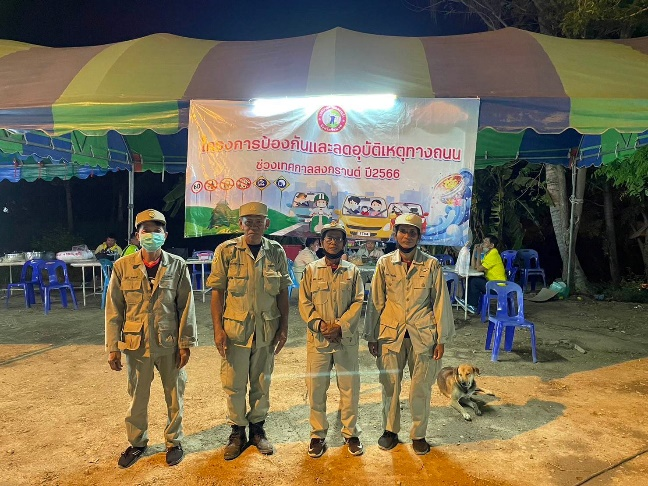 โครงการป้องกันและลดอุบัติเหตุทางถนน
ช่วงเทศกาลสงกรานต์ ปี2566